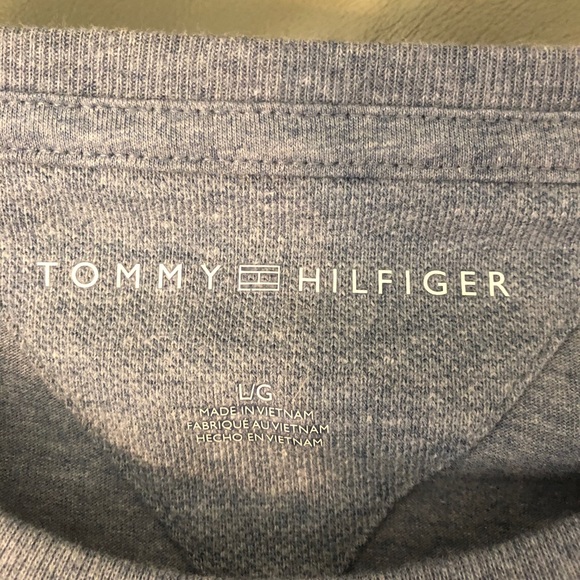 TOMMY HILFIGER
L/G
MADE IN VIETNAM
FABRIQUÉ AU VIETNAM
HECHO EN VIETNAM